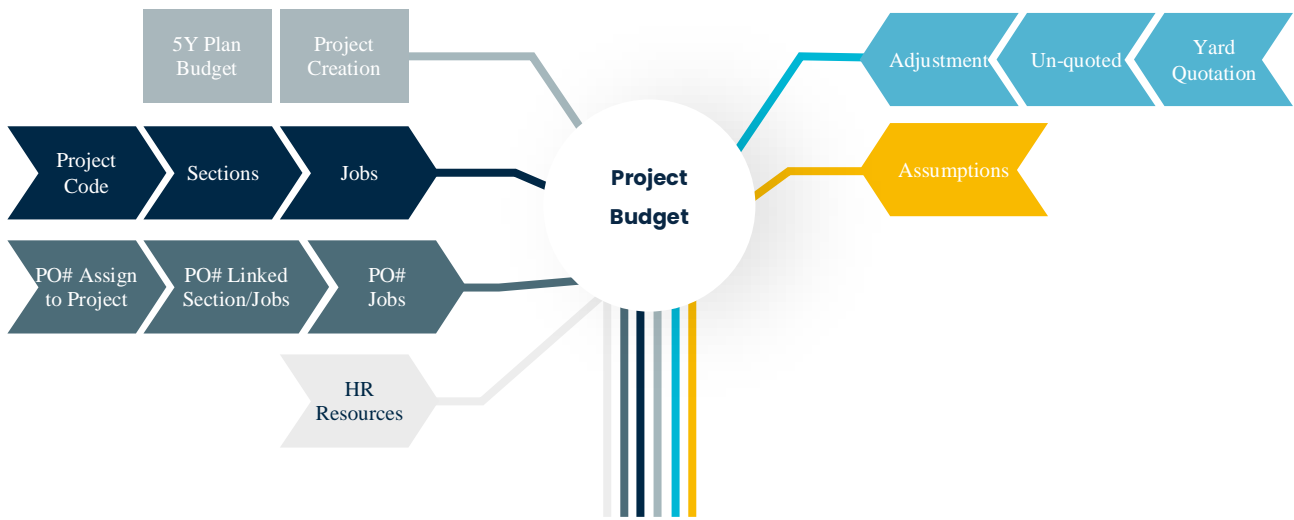 5Y Plan
Budget
Project
Creation
Project
Code
Sections
Jobs
PO# Assign
to Project
PO# Linked
Section/Jobs
PO#
Jobs
HR
Resources
Project
Budget
Adjustment
Un-quoted
Yard
Quotation
Assumptions